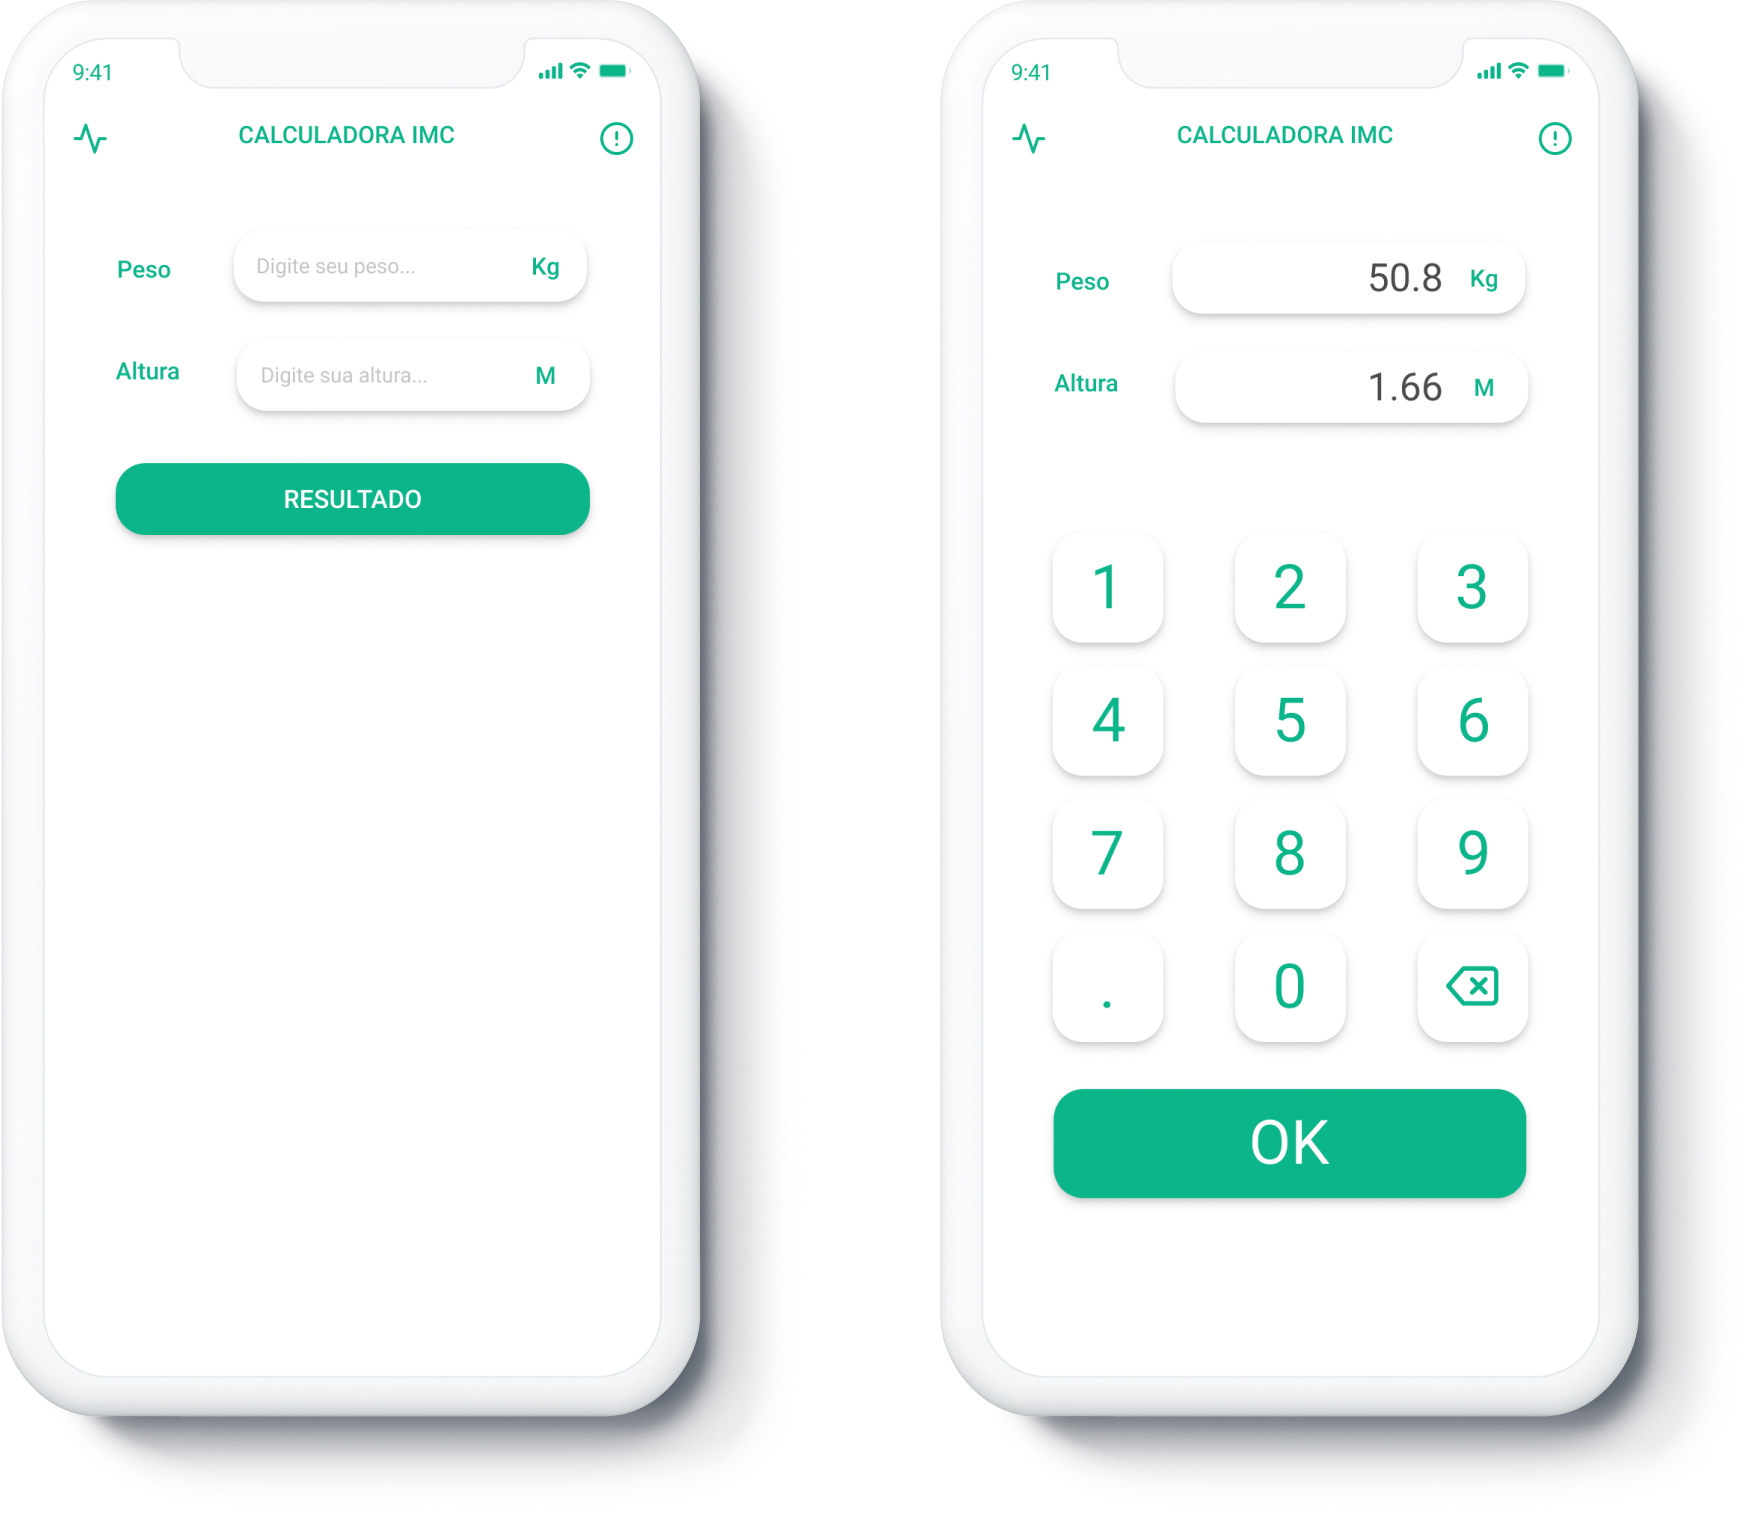 9:41
CALCULADORA IMC
Peso
Digite seu peso...
Kg
Altura
Digite sua altura...
M
RESULTADO
9:41
CALCULADORA IMC
Peso
50.8 Kg
Altura
1.66 M
1 2 3
4 5 6
7 8 9
. 0
OK